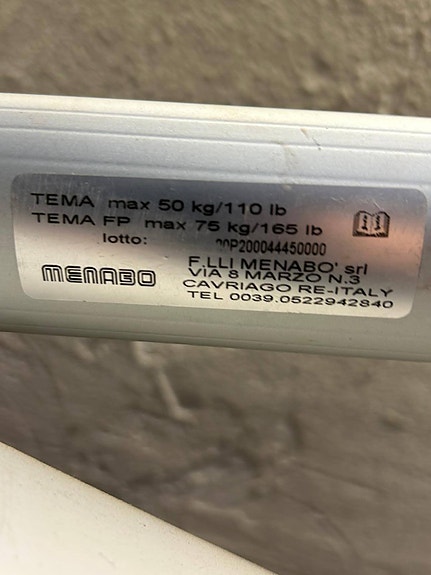 TEMA max 50 kg/110 lb
TEMA FP max 75 kg/165 lb
lotto: 20P200044450000
F.LLI MENABO' srl
VIA 8 MARZO N.3
CAVRIAGO RE-ITALY
TEL 0039.0522942840
MENABO